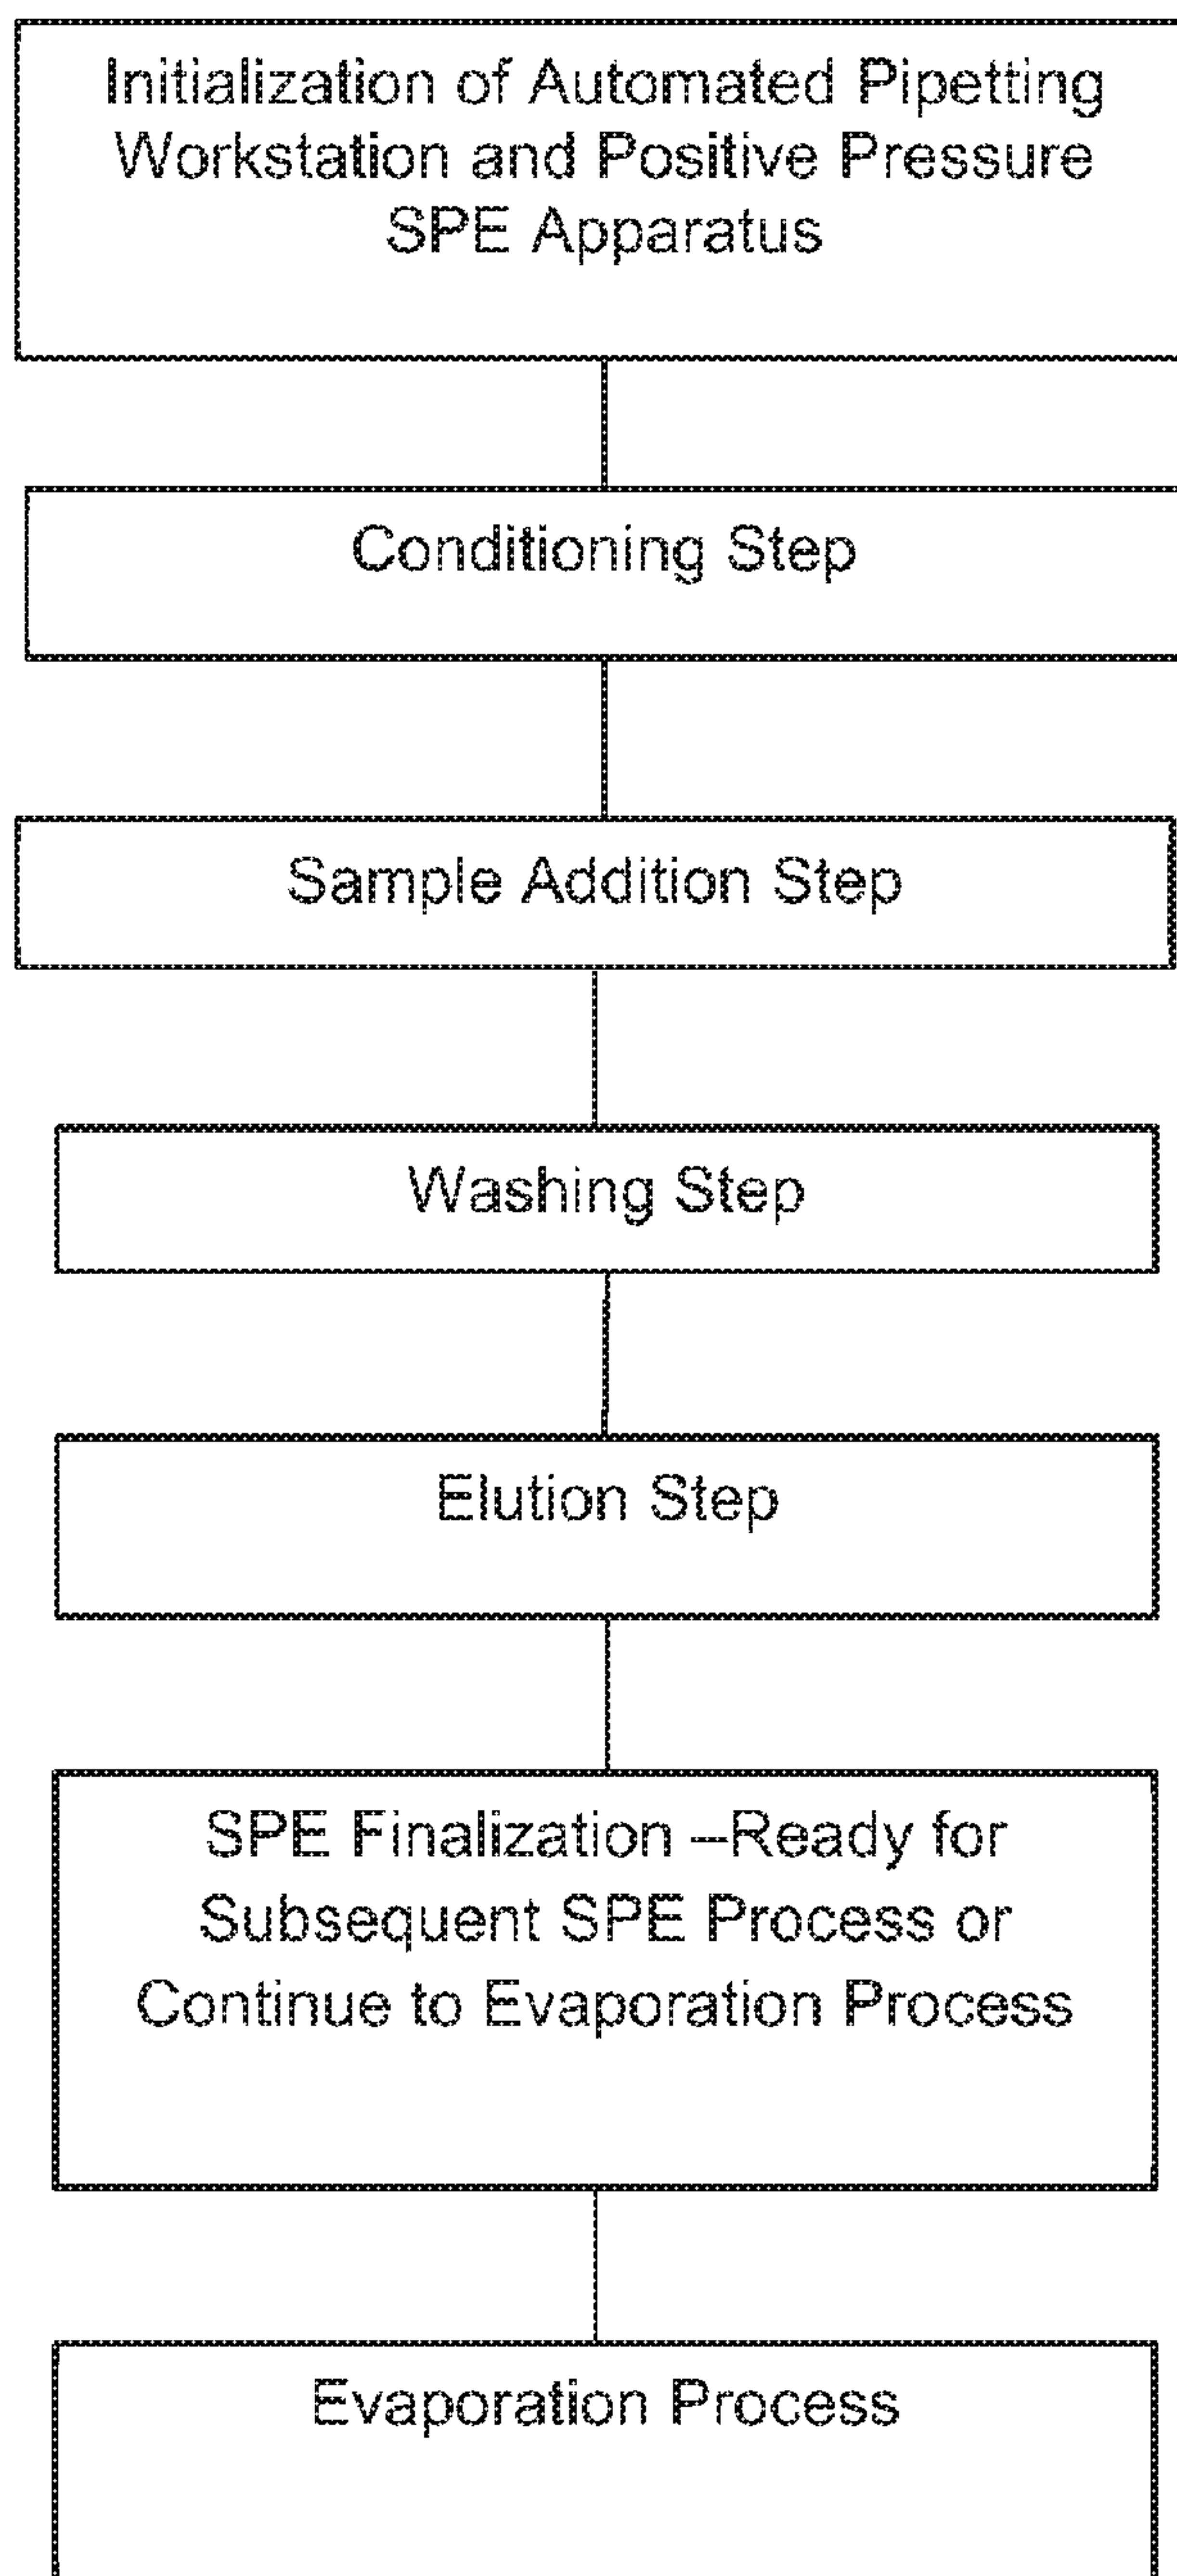 Initialization of Automated Pipetting
Workstation and Positive Pressure
SPE Apparatus
Conditioning Step
Sample Addition Step
Washing Step
Elution Step
SPE Finalization –Ready for
Subsequent SPE Process or
Continue to Evaporation Process
Evaporation Process